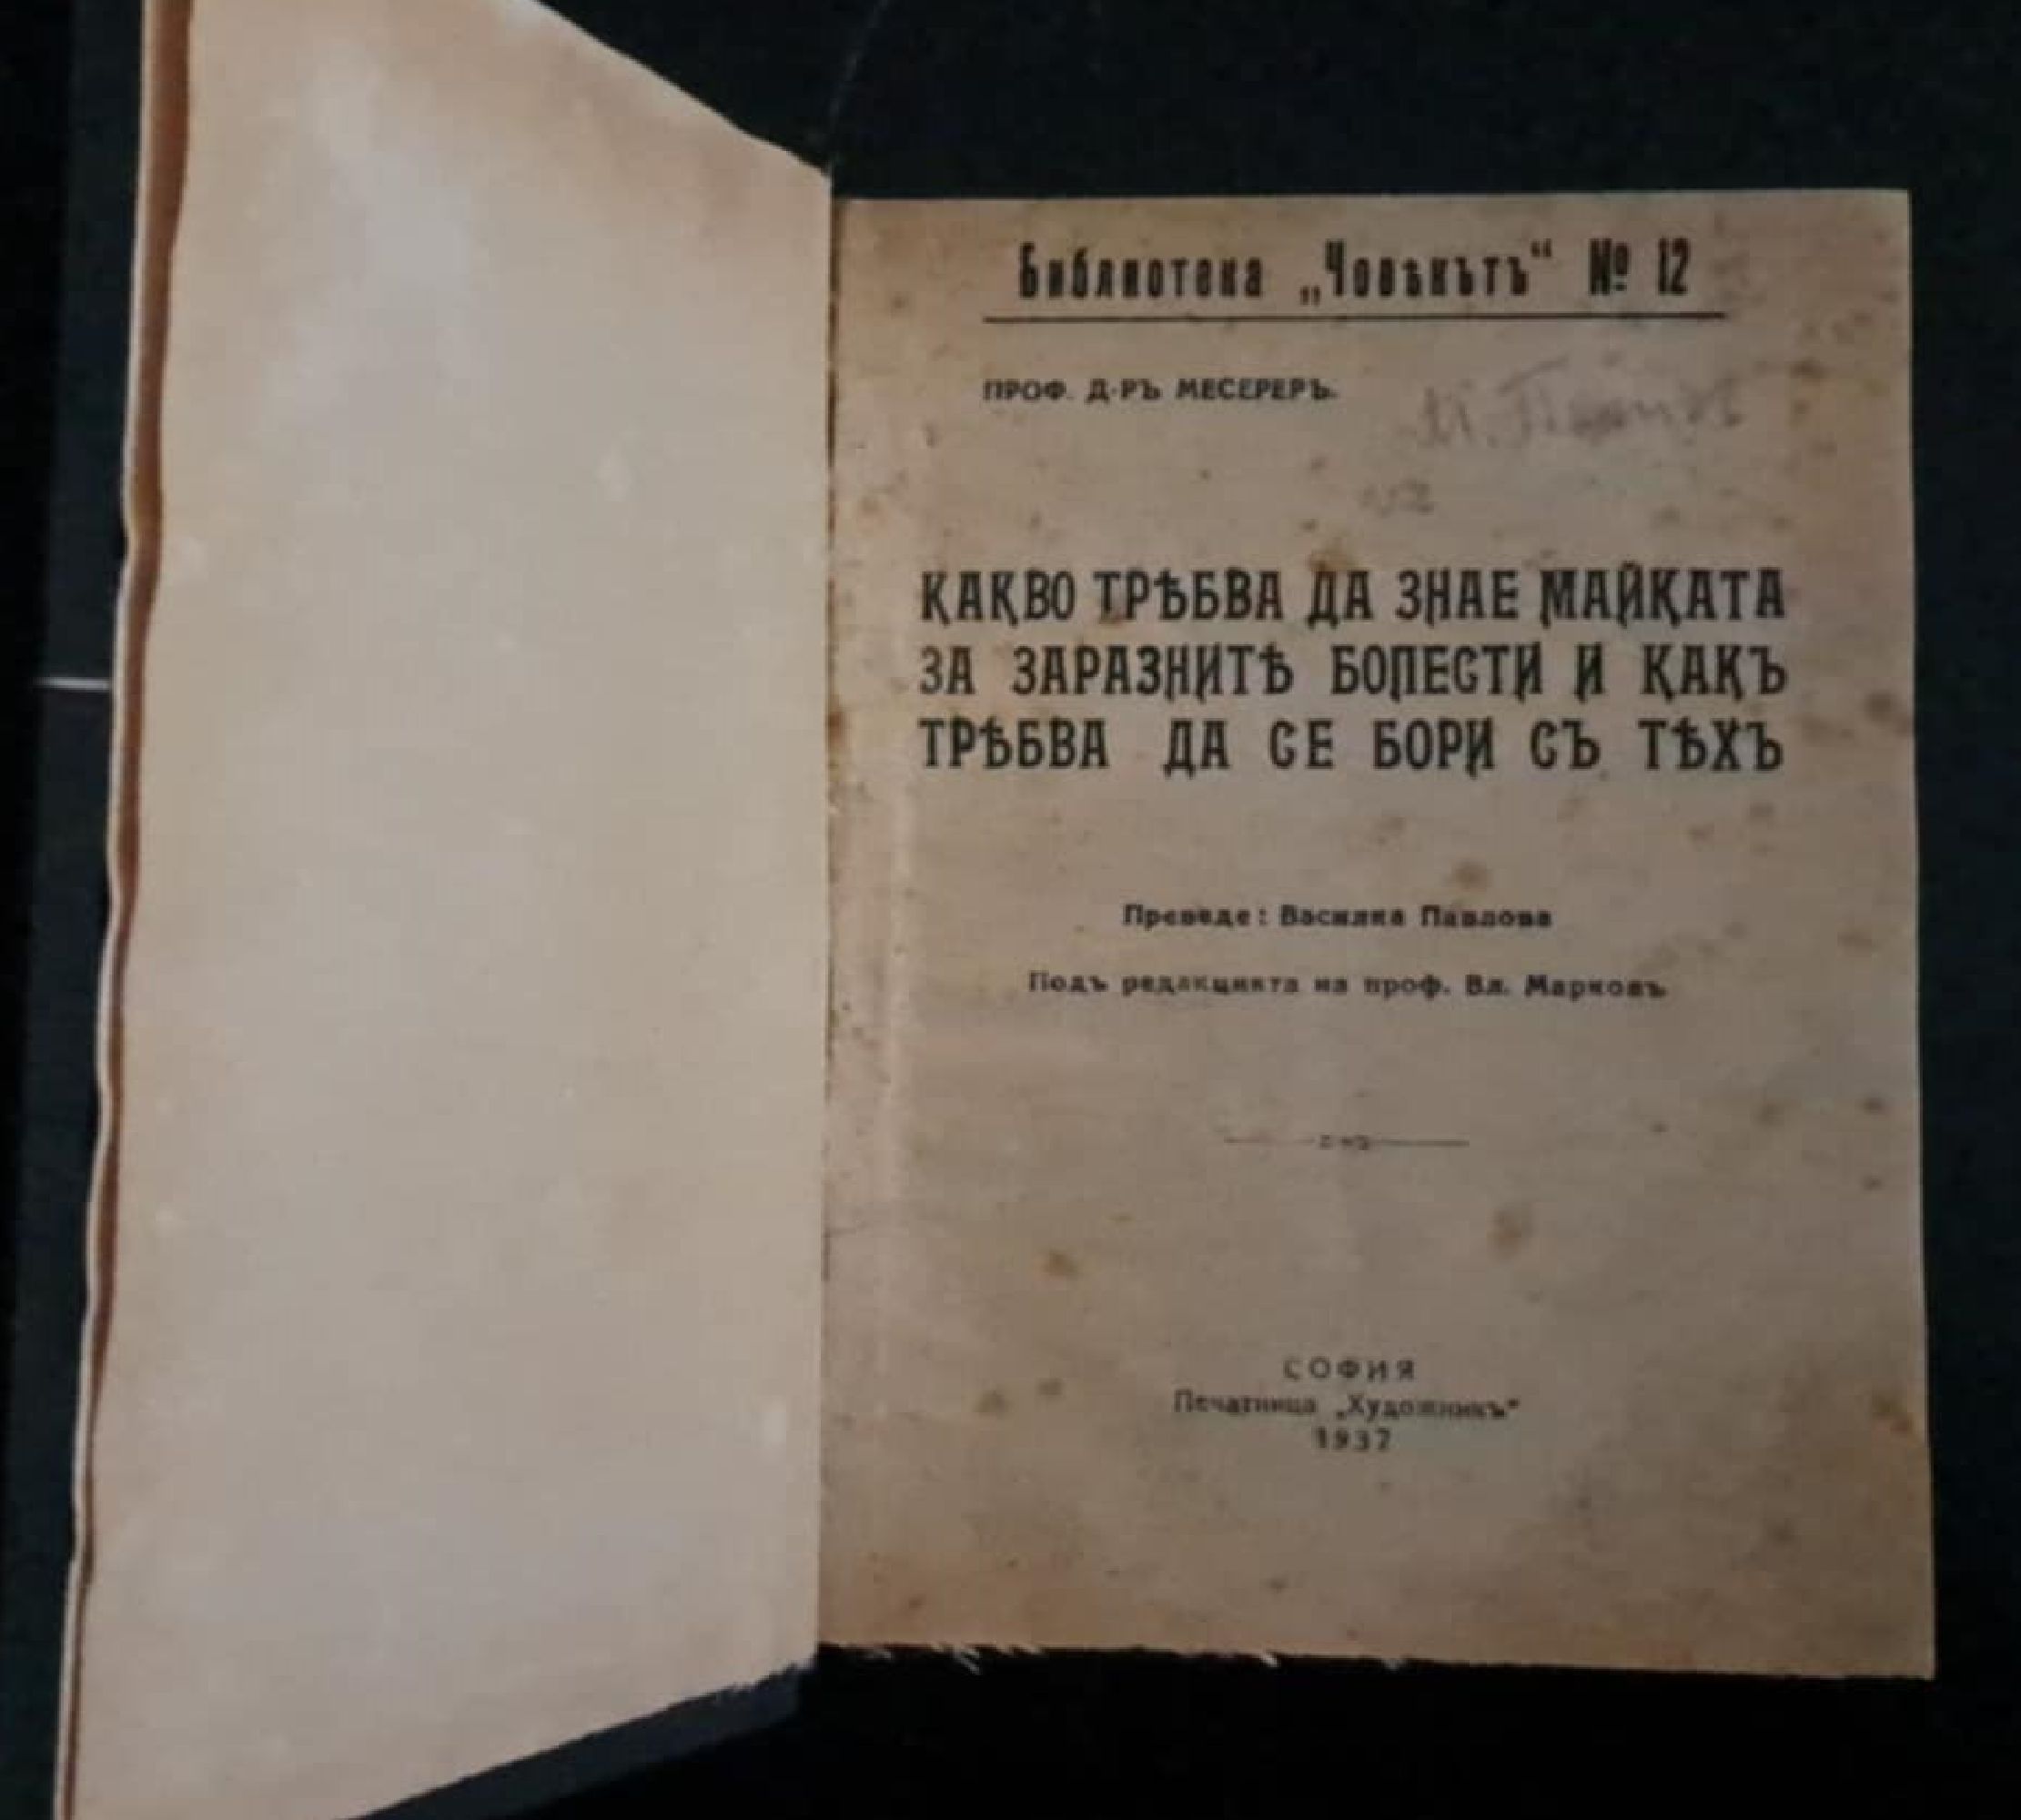 Библиотека „Човѣкътъ“ № 12
ПРОФ. Д-РЪ МЕСЕРЕРЪ.
КАКВО ТРѢБВА ДА ЗНАЕ МАЙКАТА
ЗА ЗАРАЗНИТѢ БОЛЕСТИ И КАКЪ
ТРѢБВА ДА СЕ БОРИ СЪ ТѢХЪ
Преведе: Василка Павлова
Подъ редакцията на проф. Вл. Марковъ
СОФИЯ
Печатница „Художникъ“
1937